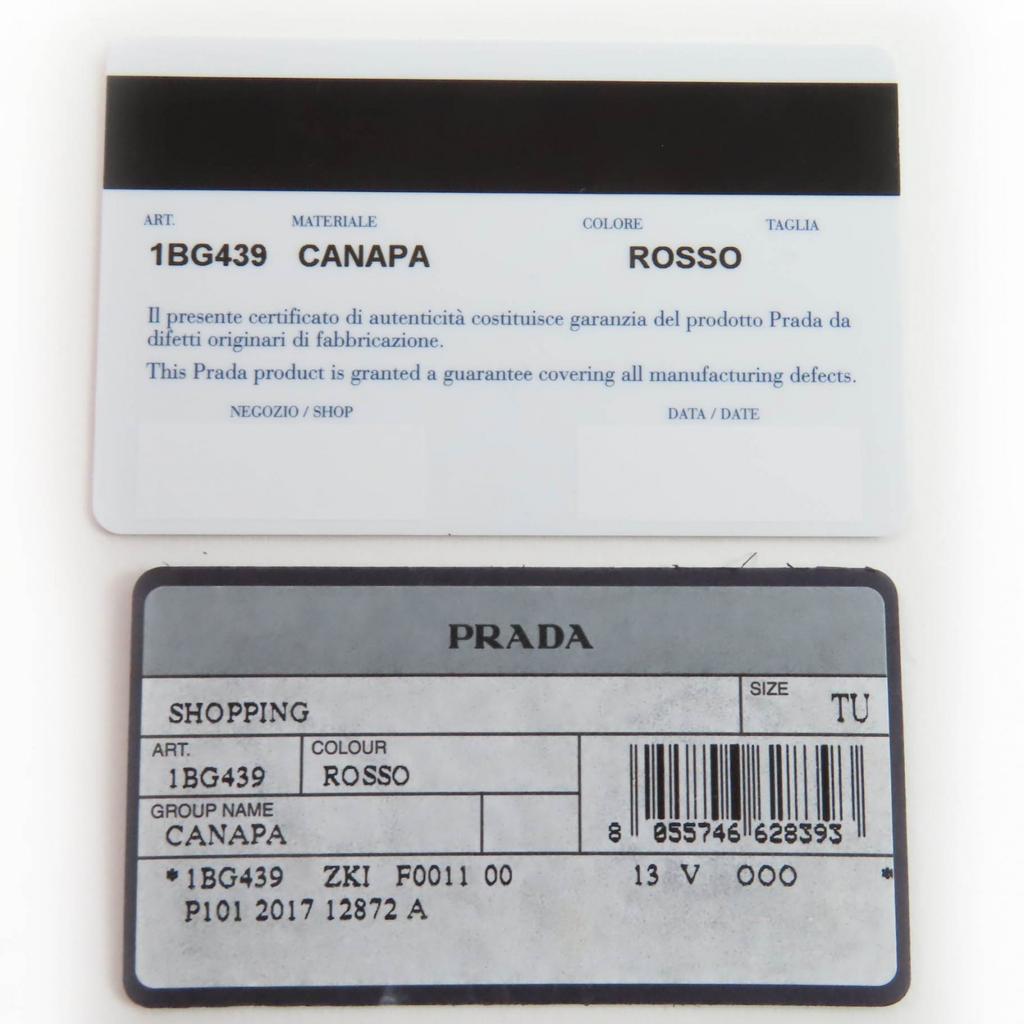 ART. MATERIALE COLORE TAGLIA
1BG439 CANAPA ROSSO
Il presente certificato di autenticità costituisce garanzia del prodotto Prada da
difetti originari di fabbricazione.
This Prada product is granted a guarantee covering all manufacturing defects.
NEGOZIO / SHOP DATA / DATE
PRADA
SHOPPING SIZE TU
ART. COLOUR
1BG439 ROSSO
GROUP NAME
CANAPA
8 055746 628393
*1BG439 ZKI F0011 00 13 V OOO *
P101 2017 12872 A